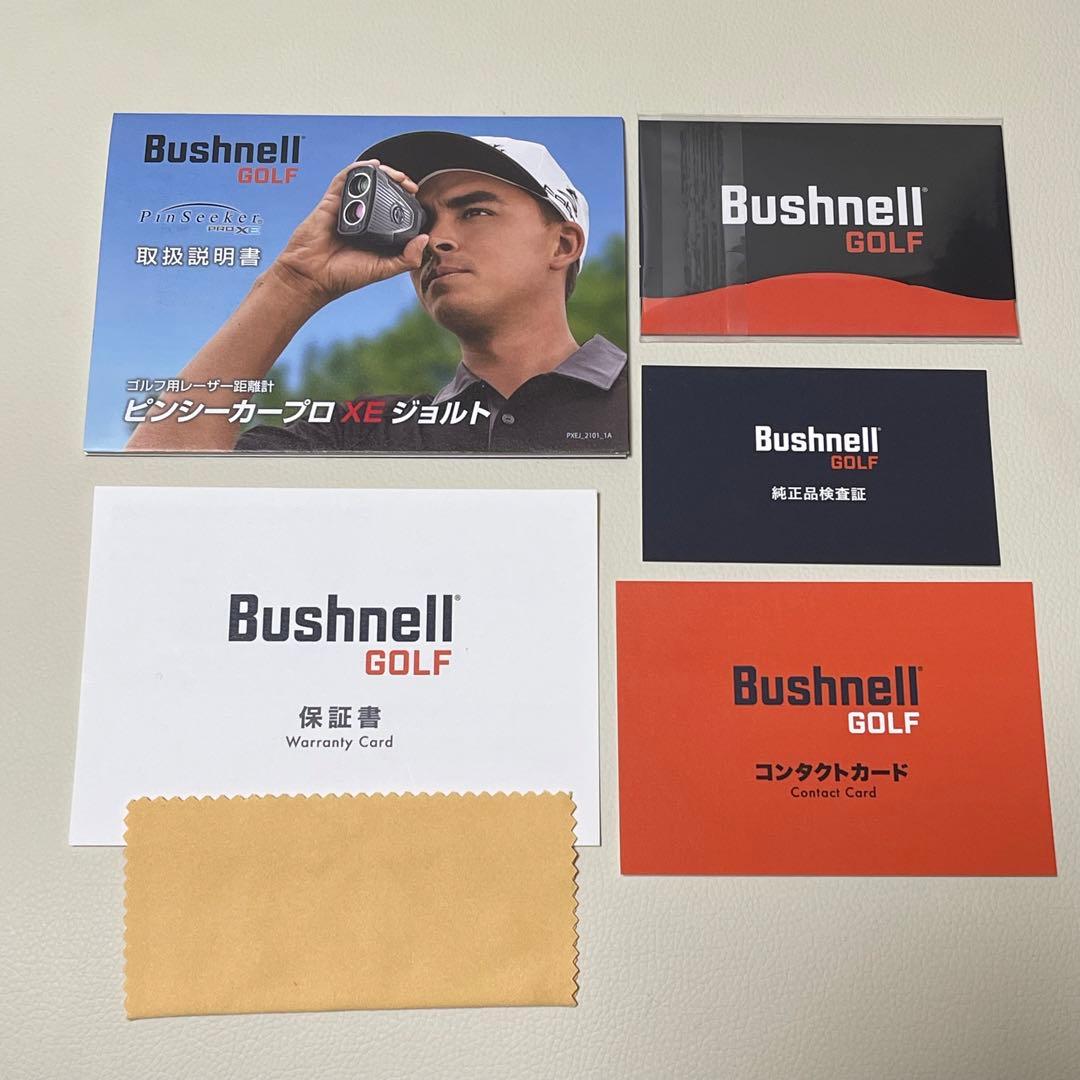 Bushnell
GOLF
PinSeeker
PRO XE
取扱説明書
ゴルフ用レーザー距離計
ピンシーカープロ XE ジョルト
PXEJ_2101_1A
Bushnell®
GOLF
Bushnell®
GOLF
純正品検査証
Bushnell®
GOLF
保証書
Warranty Card
Bushnell®
GOLF
コンタクトカード
Contact Card